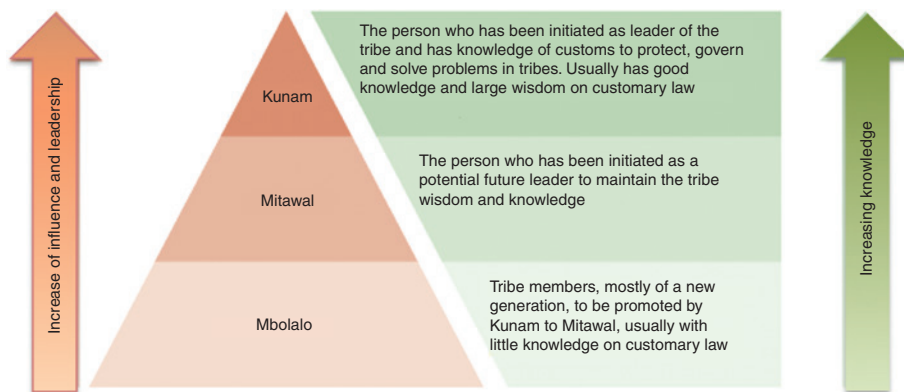 Increase of influence and leadership
Kunam
The person who has been initiated as leader of the
tribe and has knowledge of customs to protect, govern
and solve problems in tribes. Usually has good
knowledge and large wisdom on customary law
Mitawal
The person who has been initiated as a
potential future leader to maintain the tribe
wisdom and knowledge
Mbolalo
Tribe members, mostly of a new
generation, to be promoted by
Kunam to Mitawal, usually with
little knowledge on customary law
Increasing knowledge